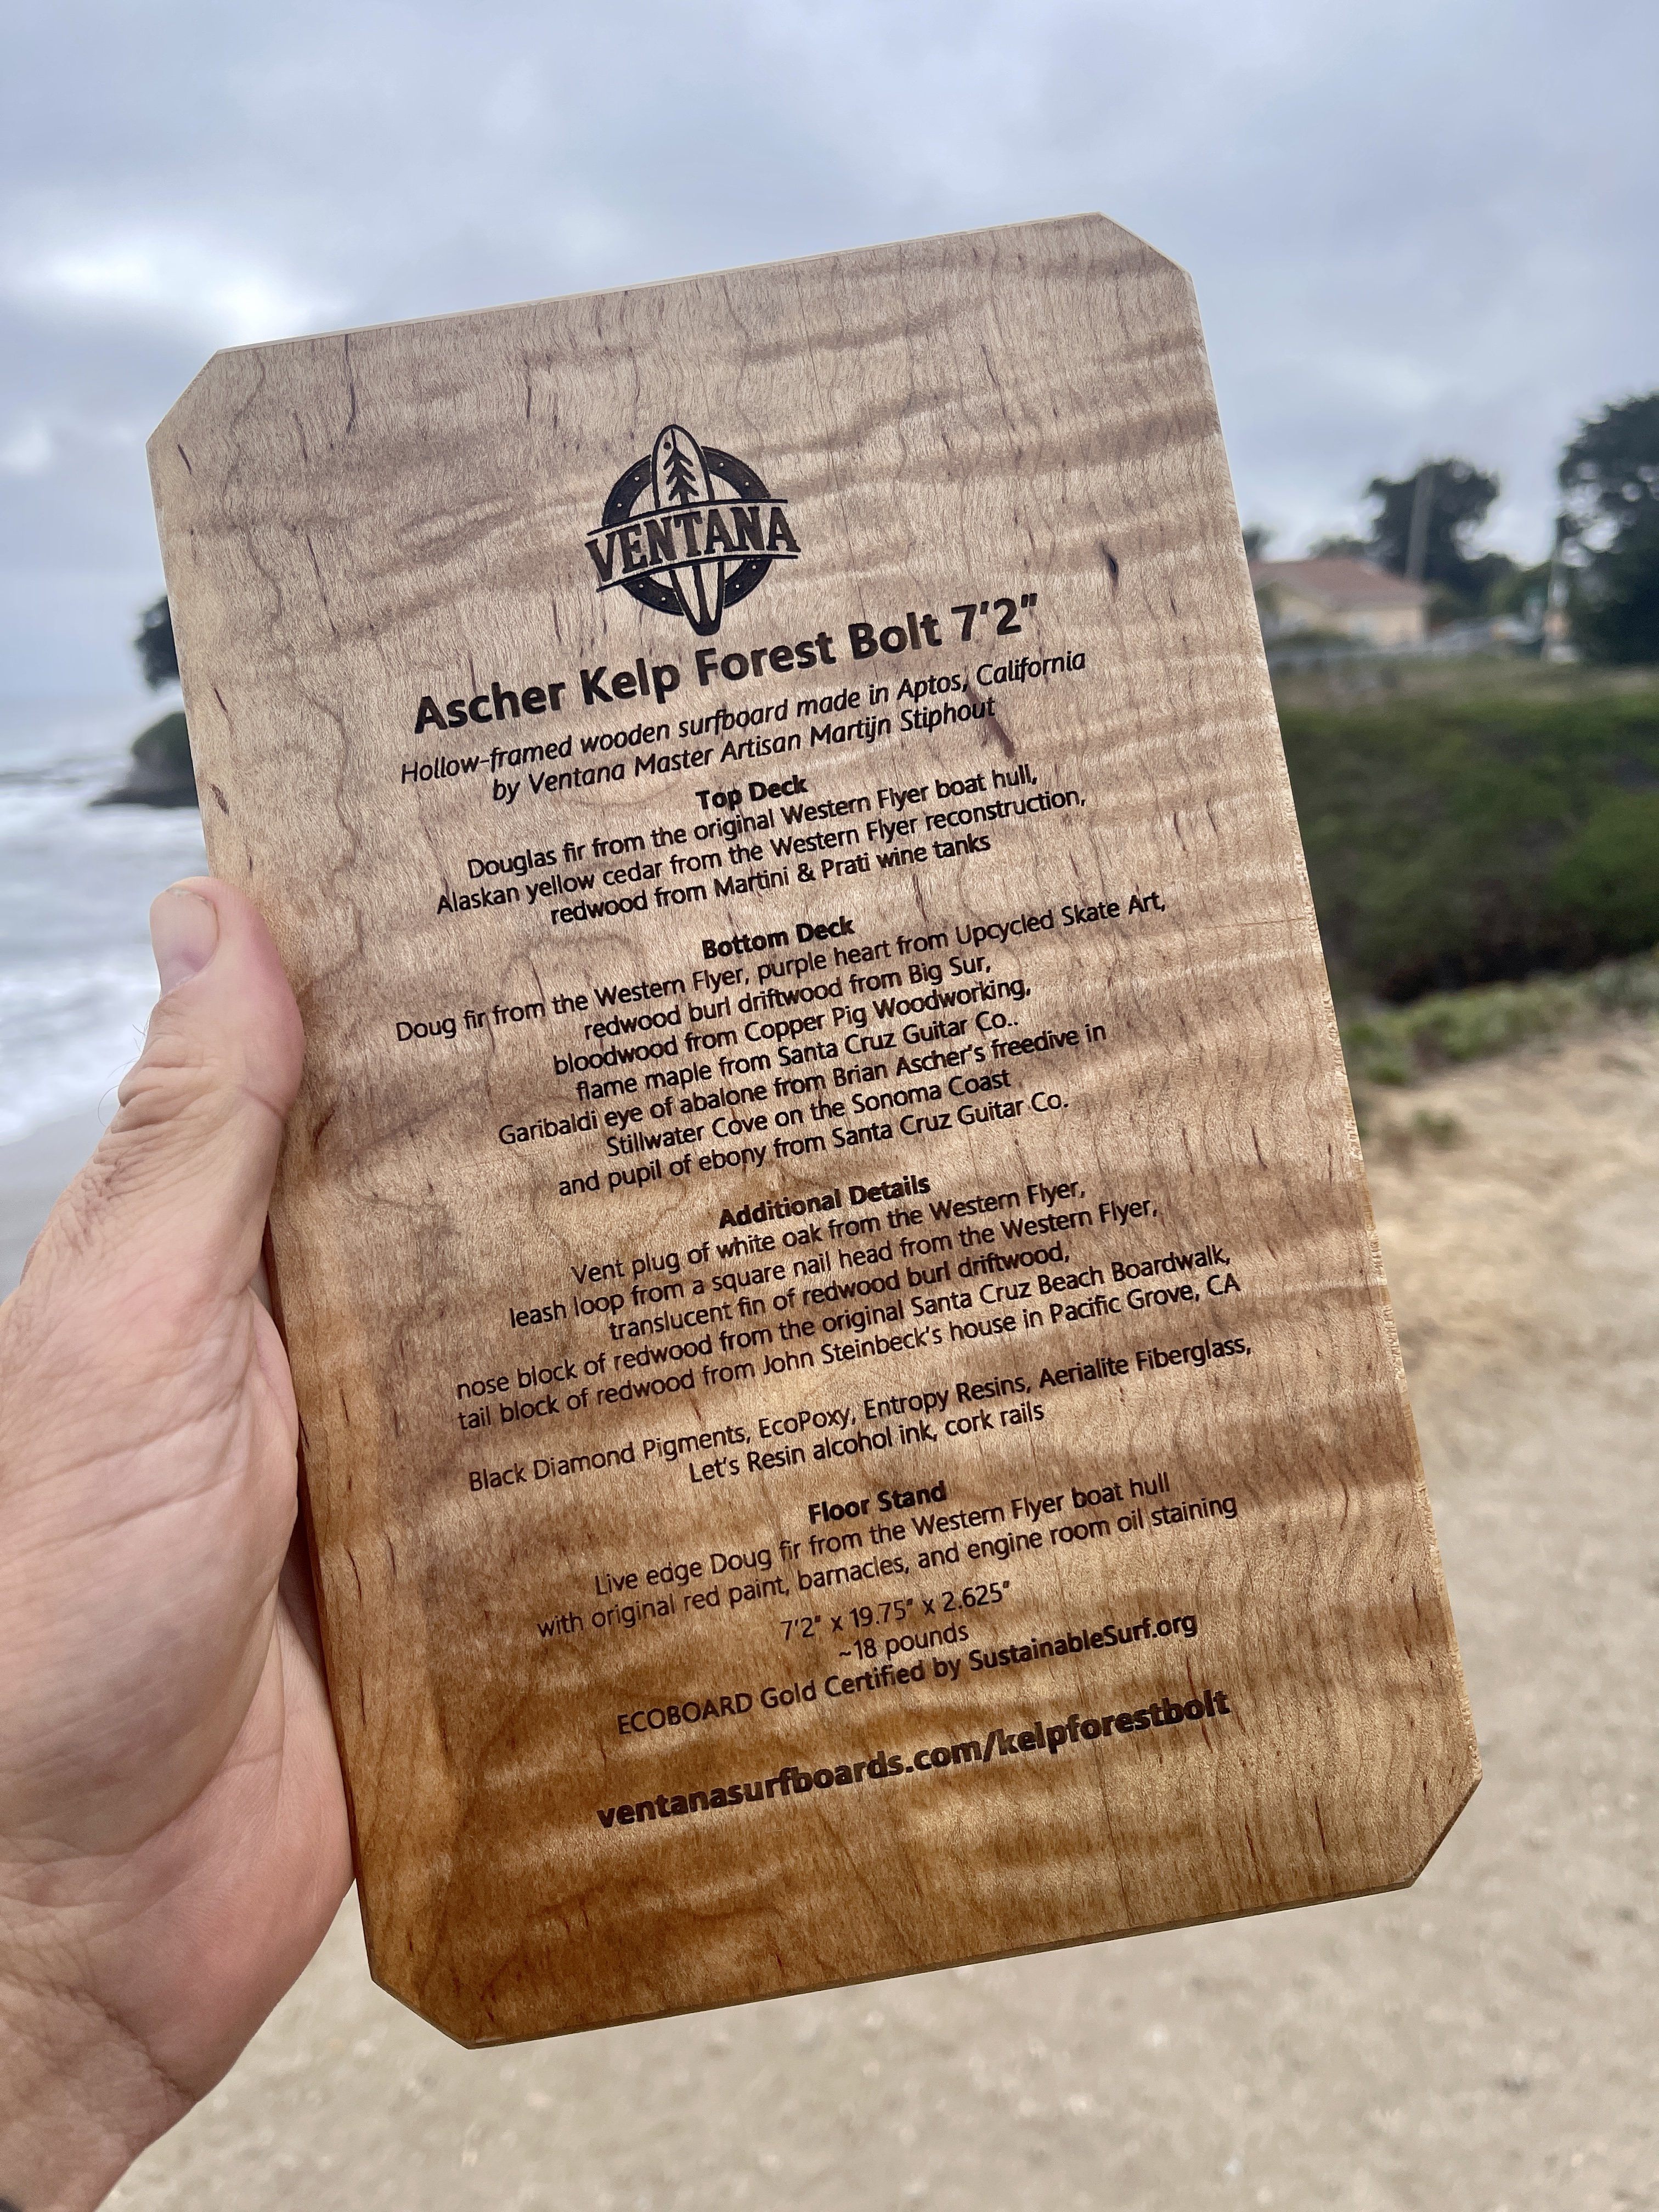 VENTANA
Ascher Kelp Forest Bolt 7'2"
Hollow-framed wooden surfboard made in Aptos, California
by Ventana Master Artisan Martijn Stiphout
Top Deck
Douglas fir from the original Western Flyer boat hull,
Alaskan yellow cedar from the Western Flyer reconstruction,
redwood from Martini & Prati wine tanks
Bottom Deck
Doug fir from the Western Flyer, purple heart from Upcycled Skate Art,
redwood burl driftwood from Big Sur,
bloodwood from Copper Pig Woodworking,
flame maple from Santa Cruz Guitar Co..
Garibaldi eye of abalone from Brian Ascher's freedive in
Stillwater Cove on the Sonoma Coast
and pupil of ebony from Santa Cruz Guitar Co.
Additional Details
Vent plug of white oak from the Western Flyer,
leash loop from a square nail head from the Western Flyer,
translucent fin of redwood burl driftwood,
nose block of redwood from the original Santa Cruz Beach Boardwalk,
tail block of redwood from John Steinbeck's house in Pacific Grove, CA
Black Diamond Pigments, EcoPoxy, Entropy Resins, Aerialite Fiberglass,
Let's Resin alcohol ink, cork rails
Floor Stand
Live edge Doug fir from the Western Flyer boat hull
with original red paint, barnacles, and engine room oil staining
7'2" x 19.75" x 2.625"
~18 pounds
ECOBOARD Gold Certified by SustainableSurf.org
ventanasurfboards.com/kelpforestbolt